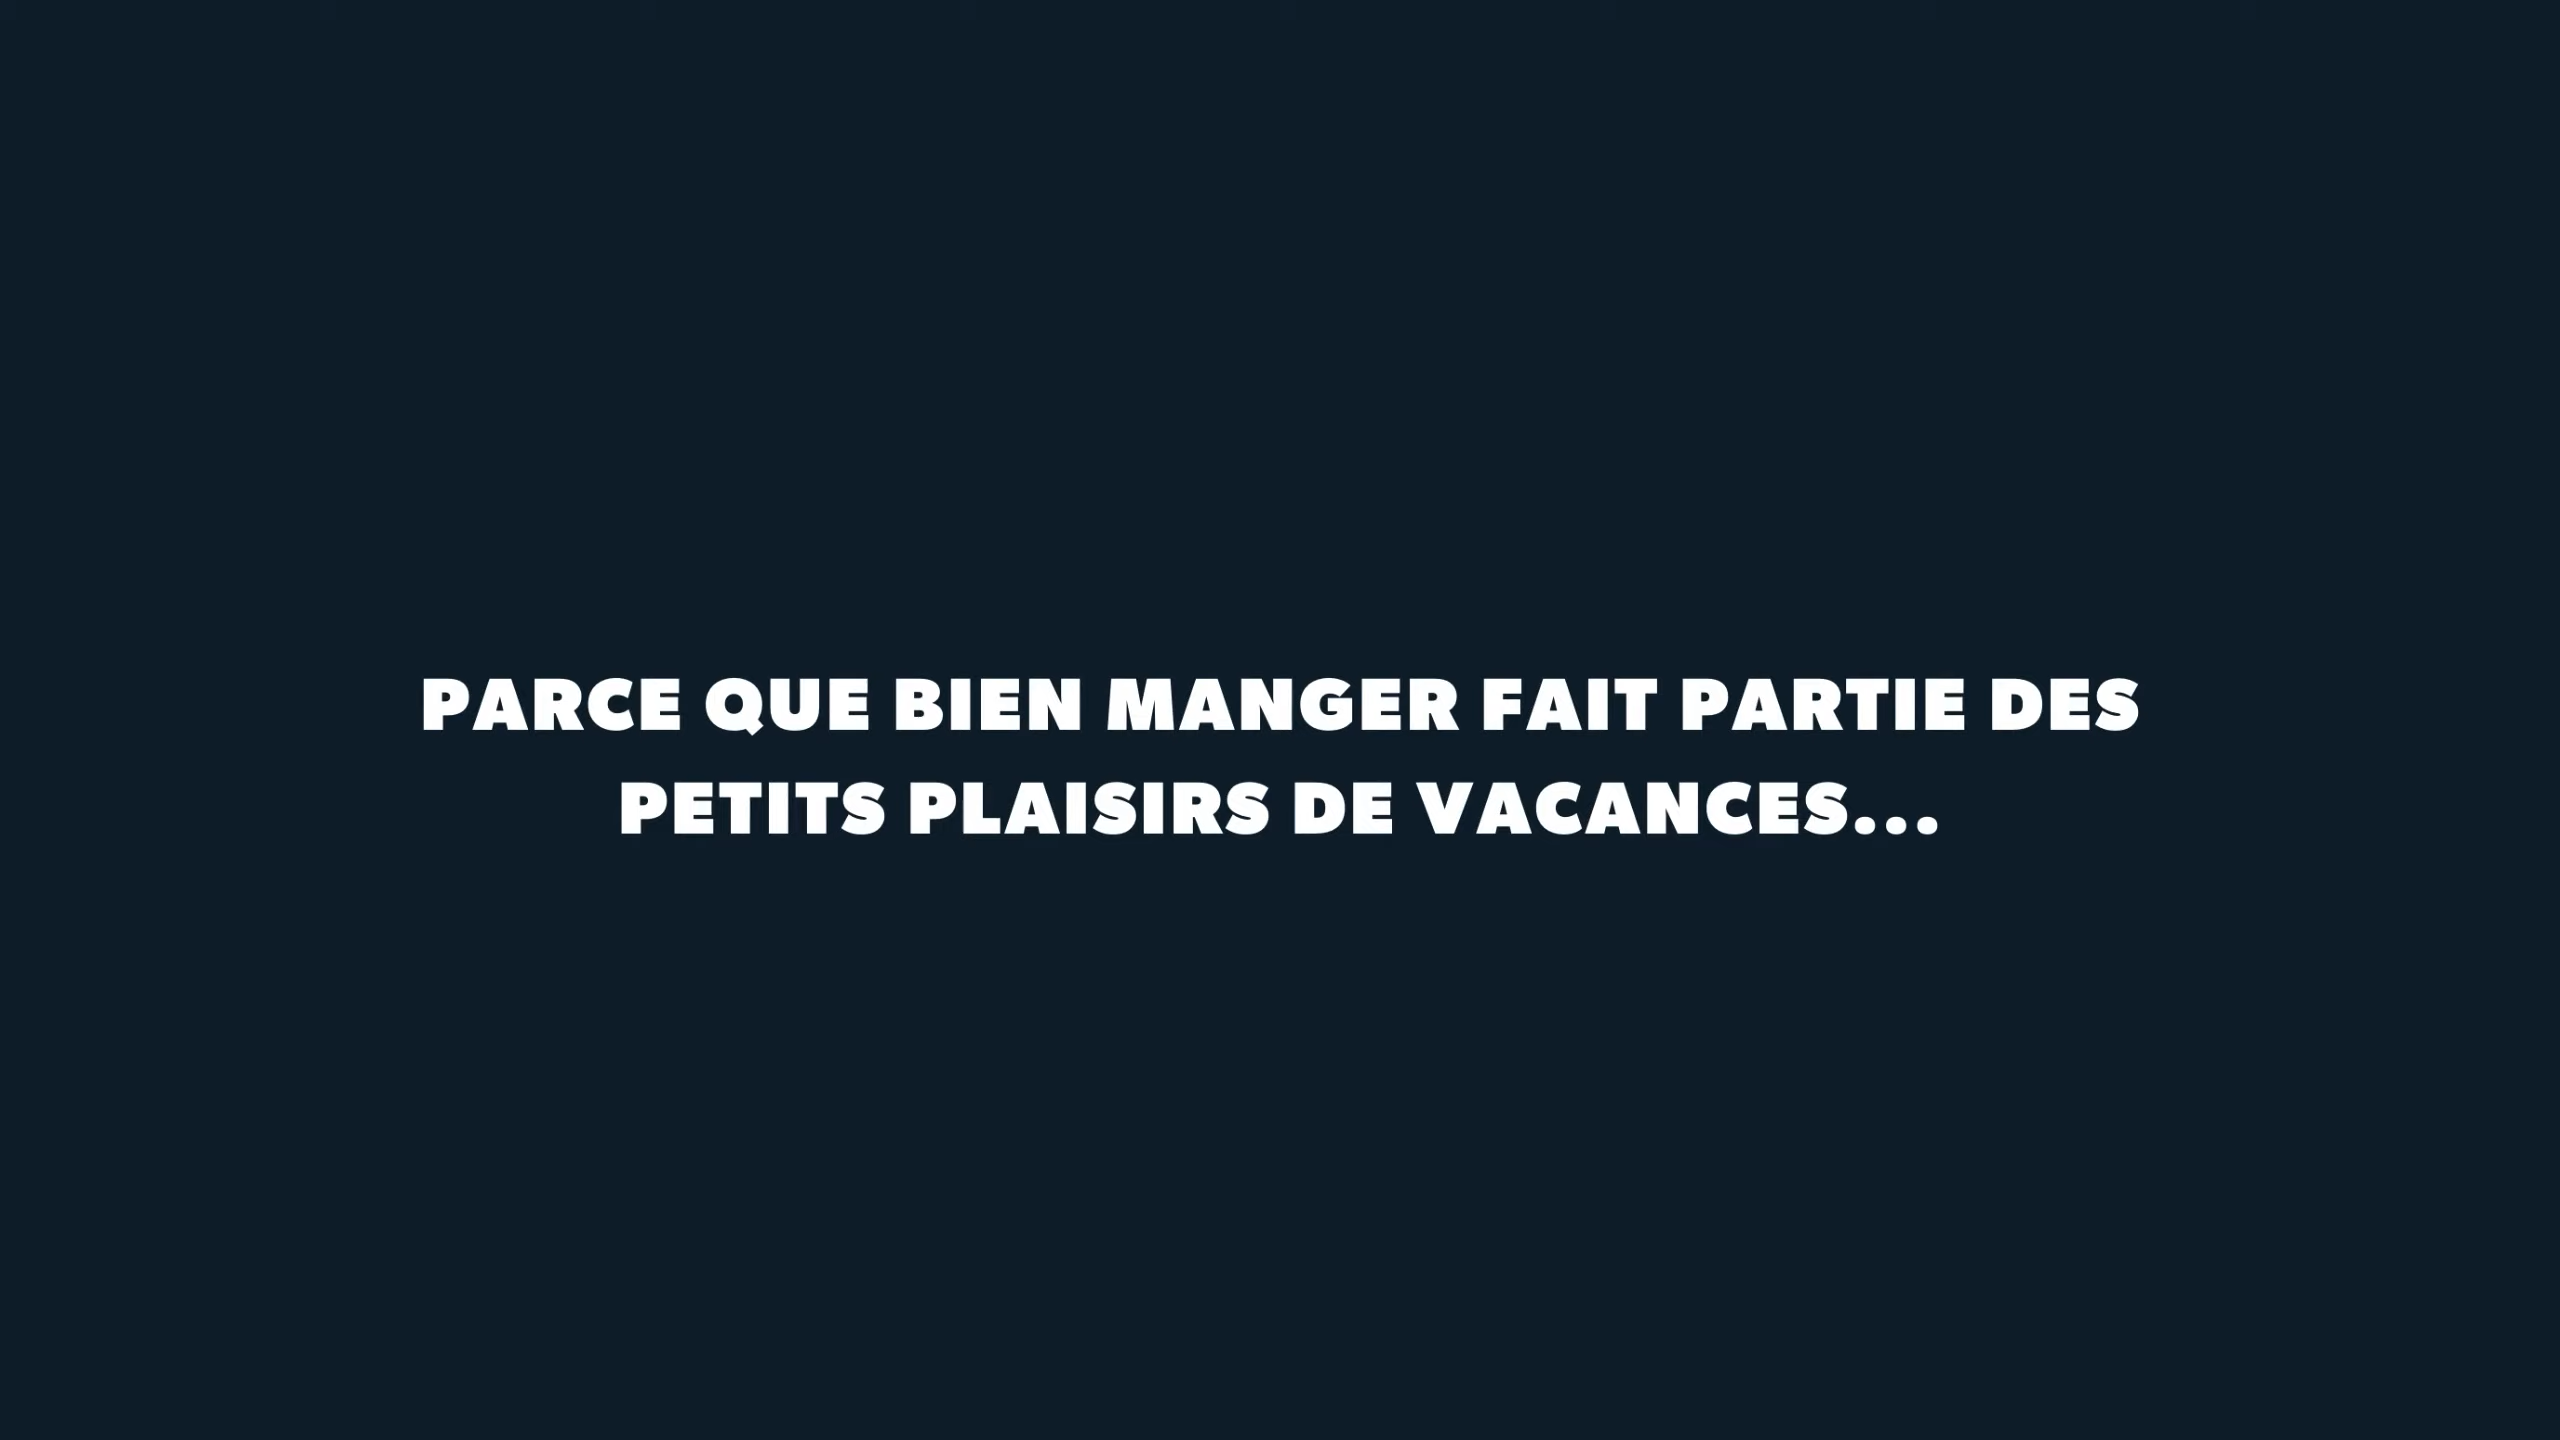 PARCE QUE BIEN MANGER FAIT PARTIE DES
PETITS PLAISIRS DE VACANCES...